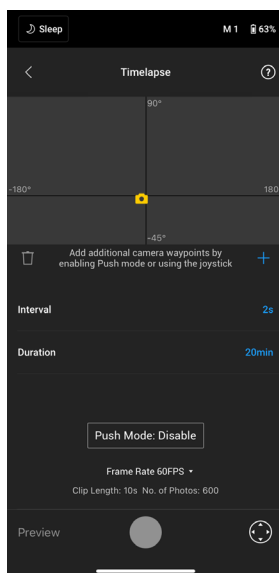 Sleep
M 1 63%
Timelapse
?
90°
-180°
180
-45°
Add additional camera waypoints by
enabling Push mode or using the joystick
Interval
2s
Duration
20min
Push Mode: Disable
Frame Rate 60FPS
Clip Length: 10s No. of Photos: 600
Preview